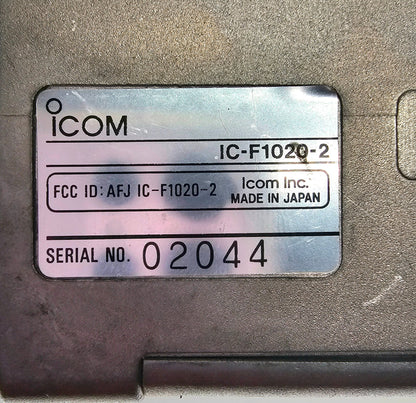 ICOM
IC-F1020-2
FCC ID: AFJ IC-F1020-2
Icom Inc.
MADE IN JAPAN
SERIAL NO. 02044